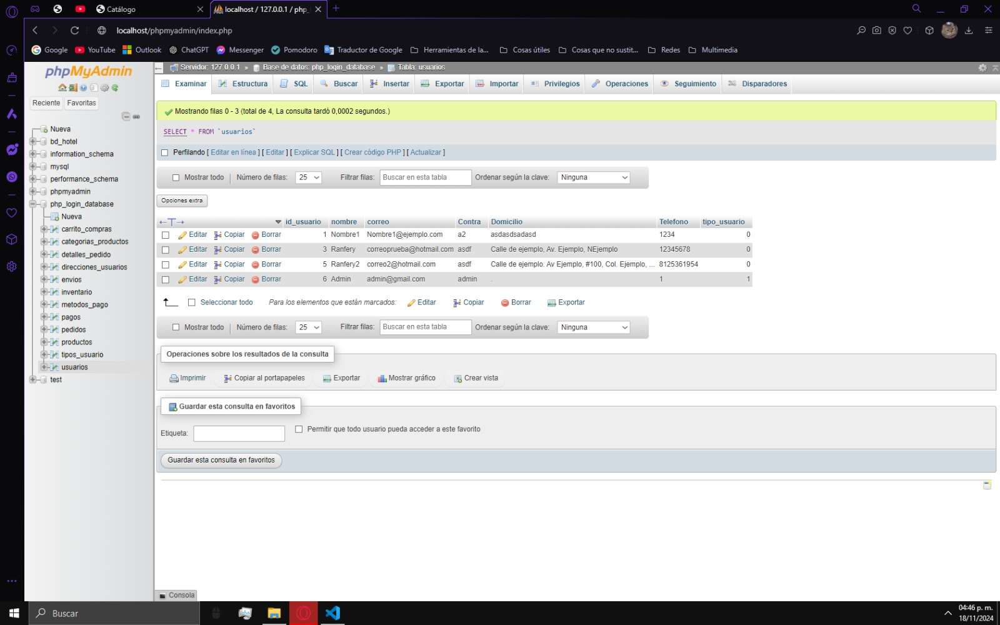 Catálogo
localhost / 127.0.0.1 / php_
localhost/phpmyadmin/index.php
Google YouTube Outlook ChatGPT Messenger Pomodoro Traductor de Google Herramientas de la... Cosas útiles Cosas que no sustit... Redes Multimedia
phpMyAdmin
Reciente Favoritas
Nueva
bd_hotel
information_schema
mysql
performance_schema
phpmyadmin
php_login_database
Nueva
carrito_compras
categorias_productos
detalles_pedido
direcciones_usuarios
envios
inventario
metodos_pago
pagos
pedidos
productos
tipos_usuario
usuarios
test
Servidor: 127.0.0.1 » Base de datos: php_login_database » Tabla: usuarios
Examinar Estructura SQL Buscar Insertar Exportar Importar Privilegios Operaciones Seguimiento Disparadores
Mostrando filas 0 - 3 (total de 4, La consulta tardó 0,0002 segundos.)
SELECT * FROM `usuarios`
Perfilando [ Editar en línea ] [ Editar ] [ Explicar SQL ] [ Crear código PHP ] [ Actualizar ]
Mostrar todo | Número de filas: 25 Filtrar filas: Buscar en esta tabla Ordenar según la clave: Ninguna
Opciones extra
←T→ id_usuario nombre correo Contra Domicilio Telefono tipo_usuario
Editar Copiar Borrar 1 Nombre1 Nombre1@ejemplo.com a2 asdasdsadasd 1234 0
Editar Copiar Borrar 3 Ranfery correoprueba@hotmail.com asdf Calle de ejemplo, Av. Ejemplo, NEjemplo 12345678 0
Editar Copiar Borrar 5 Ranfery2 correo2@hotmail.com asdf Calle de ejemplo. Av Ejemplo, #100, Col. Ejemplo, ... 8125361954 0
Editar Copiar Borrar 6 Admin admin@gmail.com admin . 1 1
Seleccionar todo Para los elementos que están marcados: Editar Copiar Borrar Exportar
Mostrar todo | Número de filas: 25 Filtrar filas: Buscar en esta tabla Ordenar según la clave: Ninguna
Operaciones sobre los resultados de la consulta
Imprimir Copiar al portapapeles Exportar Mostrar gráfico Crear vista
Guardar esta consulta en favoritos
Etiqueta: Permitir que todo usuario pueda acceder a este favorito
Guardar esta consulta en favoritos
Consola
Buscar
04:46 p. m.
18/11/2024